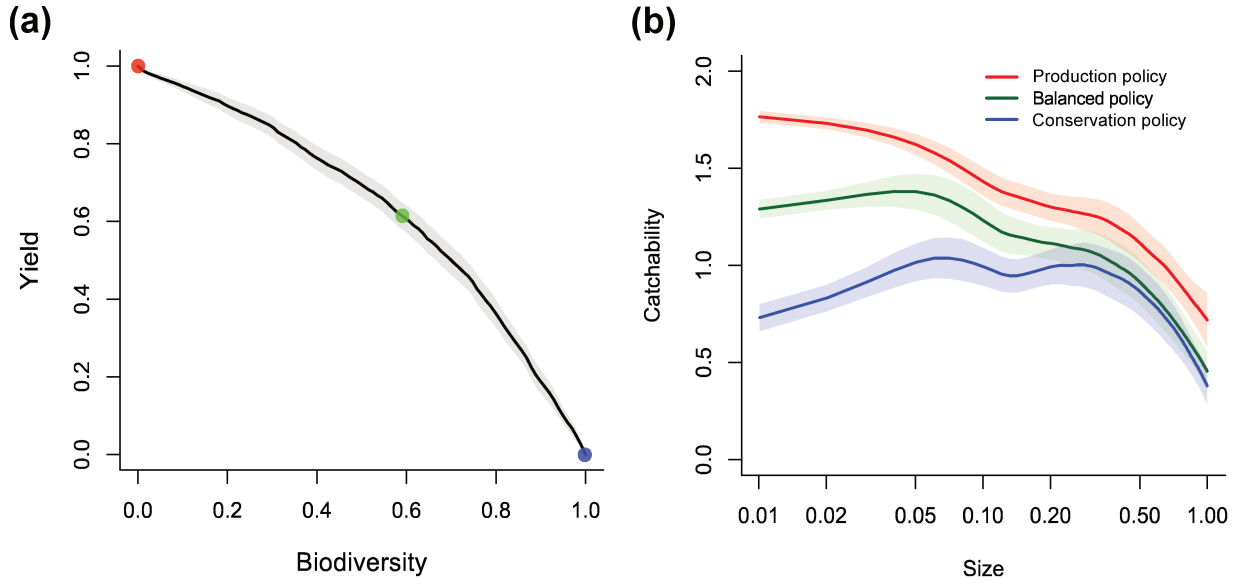 (a)
Yield
1.0
0.8
0.6
0.4
0.2
0.0
0.0 0.2 0.4 0.6 0.8 1.0
Biodiversity
(b)
Catchability
2.0
1.5
1.0
0.5
0.0
Production policy
Balanced policy
Conservation policy
0.01 0.02 0.05 0.10 0.20 0.50 1.00
Size